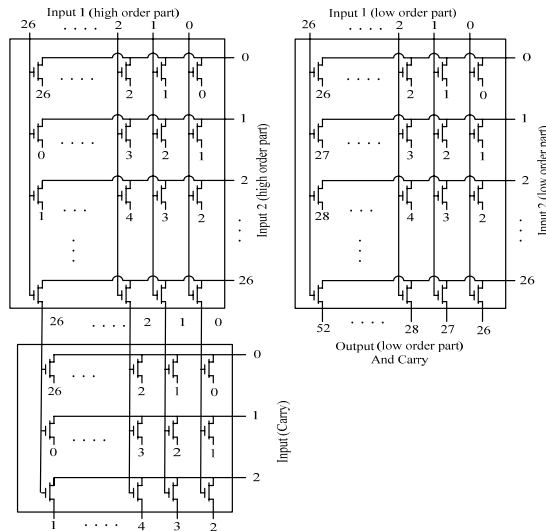 Input 1 (high order part)
26 . . . . 2 1 0
0
26 . . . . . 2 1 0
1
0 . . . . 3 2 1
2
1 . . . 4 3 2
. . .
26
Input 2 (high order part)
26 . . . . 2 1 0
0
26 . . . . 2 1 0
1
0 . . . . 3 2 1
2
1 . . . . 4 3 2
Input (Carry)
Input 1 (low order part)
26 . . . . 2 1 0
0
26 . . . . . 2 1 0
1
27 . . . . 3 2 1
2
28 . . . . 4 3 2
. . .
26
52 . . . . 28 27 26
Input 2 (low order part)
Output (low order part)
And Carry